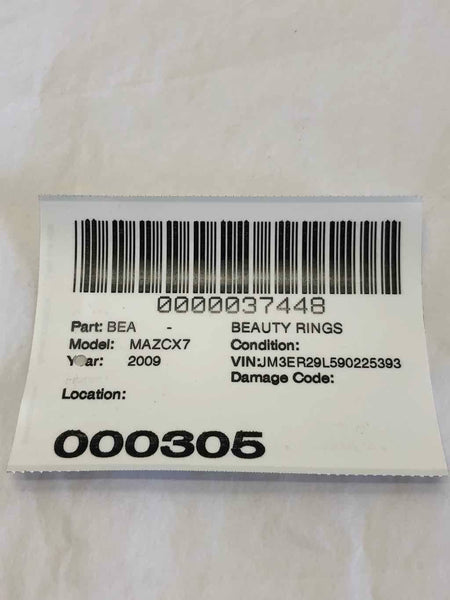 0000037448
Part: BEA - BEAUTY RINGS
Model: MAZCX7 Condition:
Year: 2009 VIN:JM3ER29L590225393
Damage Code:
Location:
000305